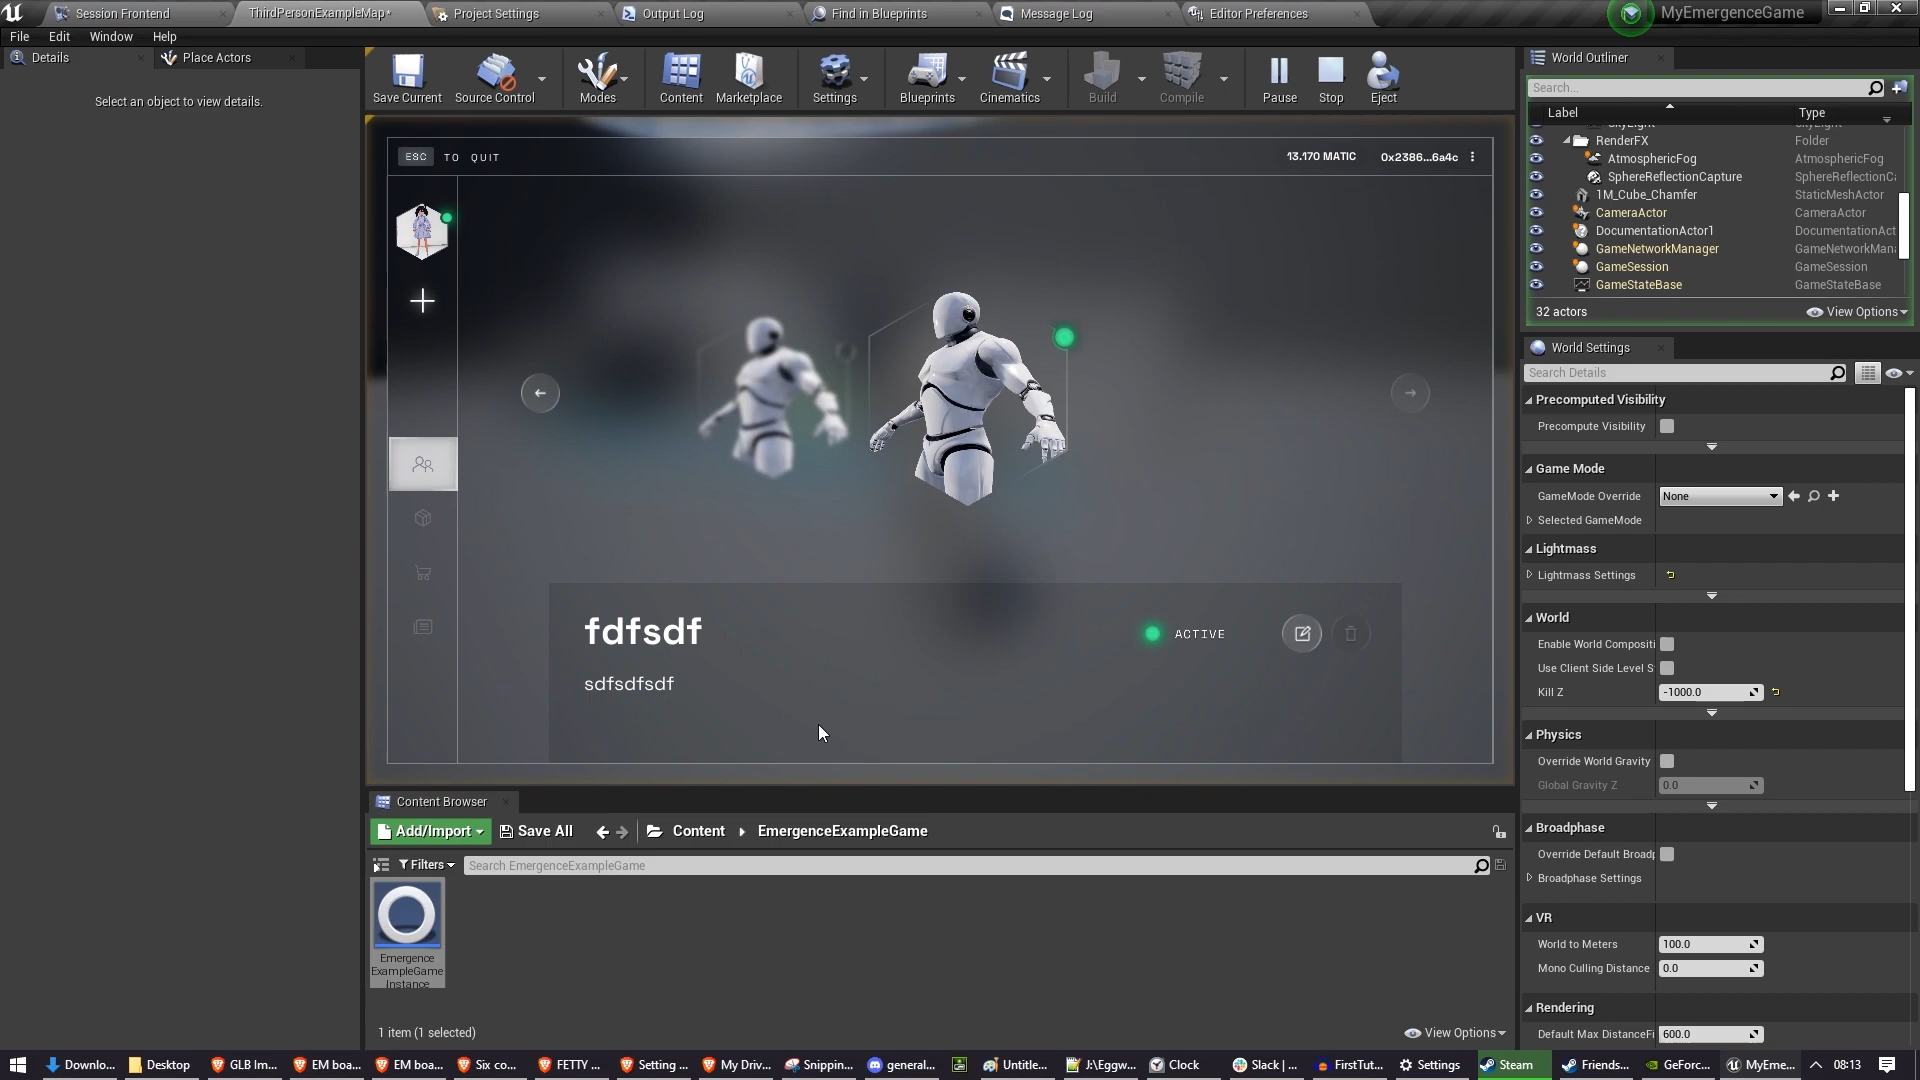 Session Frontend
ThirdPersonExampleMap*
Project Settings
Output Log
Find in Blueprints
Message Log
Editor Preferences
MyEmergenceGame
File Edit Window Help
Details
Place Actors
Select an object to view details.
Save Current
Source Control
Modes
Content
Marketplace
Settings
Blueprints
Cinematics
Build
Compile
Pause
Stop
Eject
ESC TO QUIT
13.170 MATIC
0x2386...6a4c
fdfsdf
ACTIVE
sdfsdfsdf
Content Browser
Add/Import
Save All
Content
EmergenceExampleGame
Filters
Search EmergenceExampleGame
Emergence
ExampleGame
Instance
1 item (1 selected)
View Options
World Outliner
Search...
Label Type
SkyLight SkyLight
RenderFX Folder
AtmosphericFog AtmosphericFog
SphereReflectionCapture SphereReflectionCa
1M_Cube_Chamfer StaticMeshActor
CameraActor CameraActor
DocumentationActor1 DocumentationAct
GameNetworkManager GameNetworkMana
GameSession GameSession
GameStateBase GameStateBase
32 actors
View Options
World Settings
Search Details
Precomputed Visibility
Precompute Visibility
Game Mode
GameMode Override None
Selected GameMode
Lightmass
Lightmass Settings
World
Enable World Compositi
Use Client Side Level S
Kill Z -1000.0
Physics
Override World Gravity
Global Gravity Z 0.0
Broadphase
Override Default Broadp
Broadphase Settings
VR
World to Meters 100.0
Mono Culling Distance 0.0
Rendering
Default Max DistanceFi 600.0
Downlo...
Desktop
GLB Im...
EM boa...
EM boa...
Six co...
FETTY ...
Setting ...
My Driv...
Snippin...
general...
Untitle...
J:\Eggw...
Clock
Slack | ...
FirstTut...
Settings
Steam
Friends...
GeForc...
MyEme...
08:13